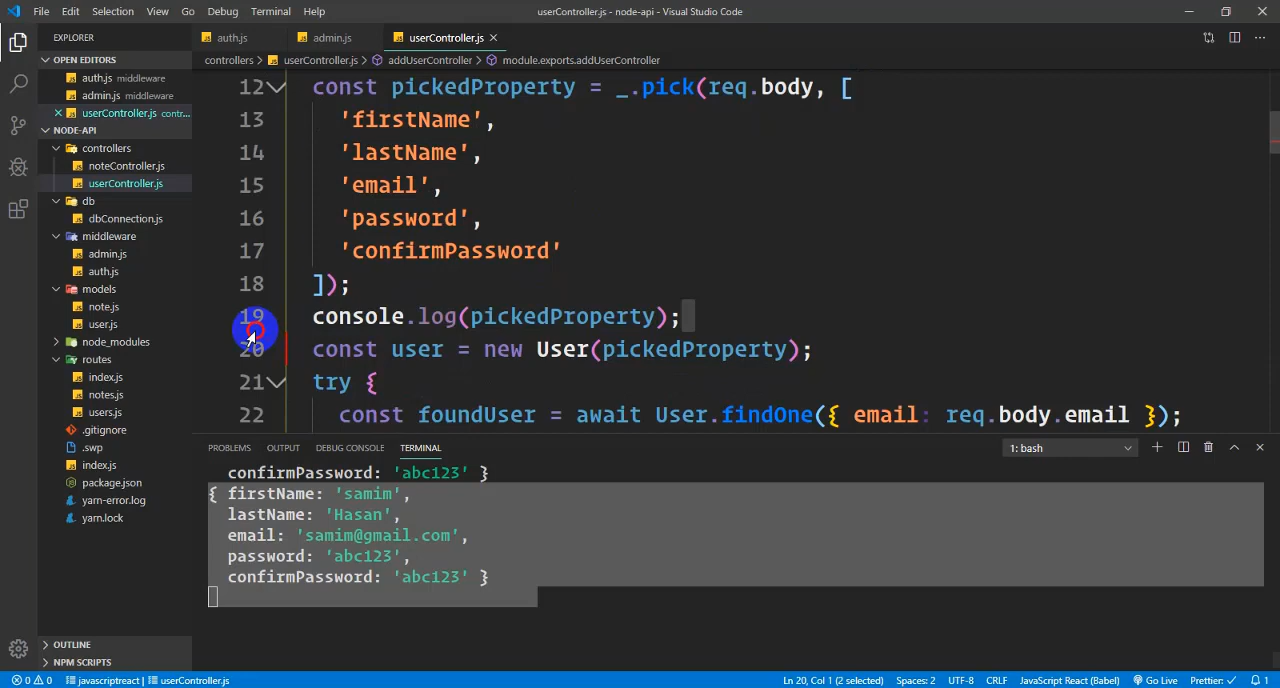 File Edit Selection View Go Debug Terminal Help userController.js - node-api - Visual Studio Code
EXPLORER
auth.js admin.js userController.js
OPEN EDITORS
controllers > userController.js > addUserController > module.exports.addUserController
auth.js middleware
admin.js middleware
userController.js contr...
NODE-API
controllers
noteController.js
userController.js
db
dbConnection.js
middleware
admin.js
auth.js
models
note.js
user.js
node_modules
routes
index.js
notes.js
users.js
.gitignore
.swp
index.js
package.json
yarn-error.log
yarn.lock
OUTLINE
NPM SCRIPTS
12 const pickedProperty = _.pick(req.body, [
13 'firstName',
14 'lastName',
15 'email',
16 'password',
17 'confirmPassword'
18 ]);
19 console.log(pickedProperty);
20 const user = new User(pickedProperty);
21 try {
22 const foundUser = await User.findOne({ email: req.body.email });
PROBLEMS OUTPUT DEBUG CONSOLE TERMINAL 1: bash
confirmPassword: 'abc123' }
{ firstName: 'samim',
lastName: 'Hasan',
email: 'samim@gmail.com',
password: 'abc123',
confirmPassword: 'abc123' }
0 0 javascriptreact | userController.js Ln 20, Col 1 (2 selected) Spaces: 2 UTF-8 CRLF JavaScript React (Babel) Go Live Prettier: ✓ 1